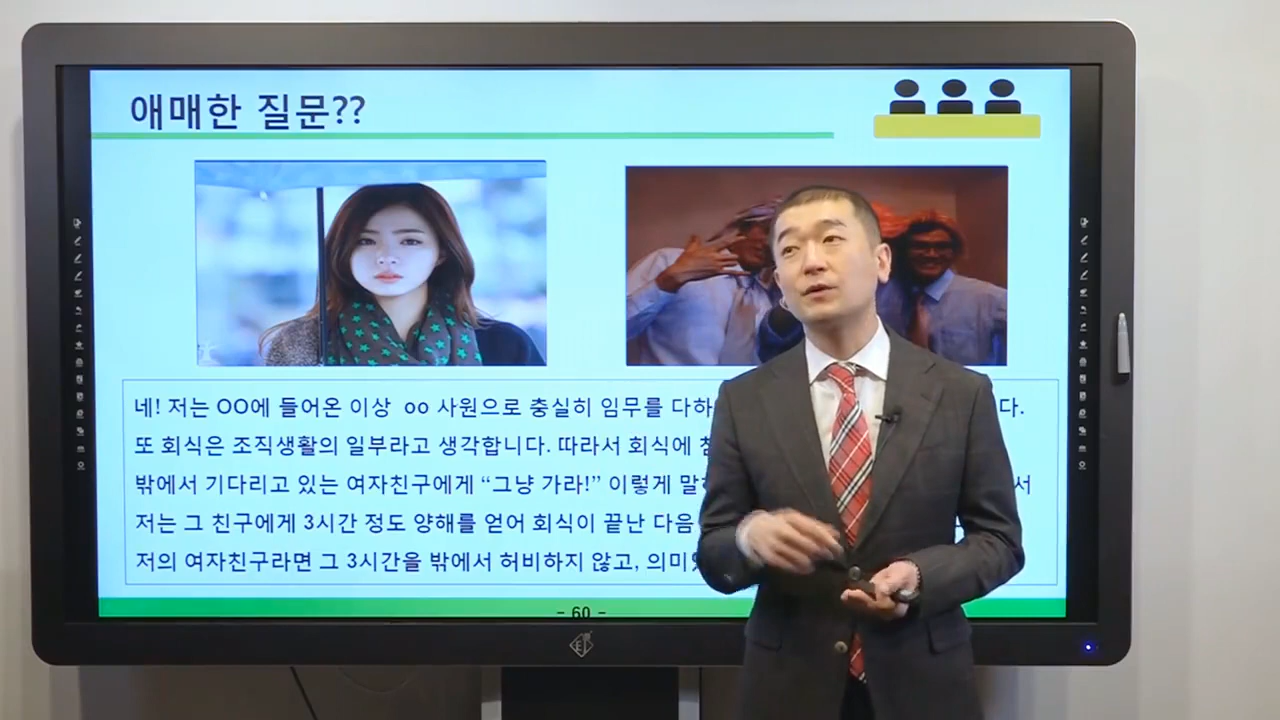 애매한 질문??
네! 저는 OO에 들어온 이상 oo 사원으로 충실히 임무를 다하 다.
또 회식은 조직생활의 일부라고 생각합니다. 따라서 회식에
밖에서 기다리고 있는 여자친구에게 “그냥 가라!” 이렇게 서
저는 그 친구에게 3시간 정도 양해를 얻어 회식이 끝난 다음
저의 여자친구라면 그 3시간을 밖에서 허비하지 않고,
- 60 -